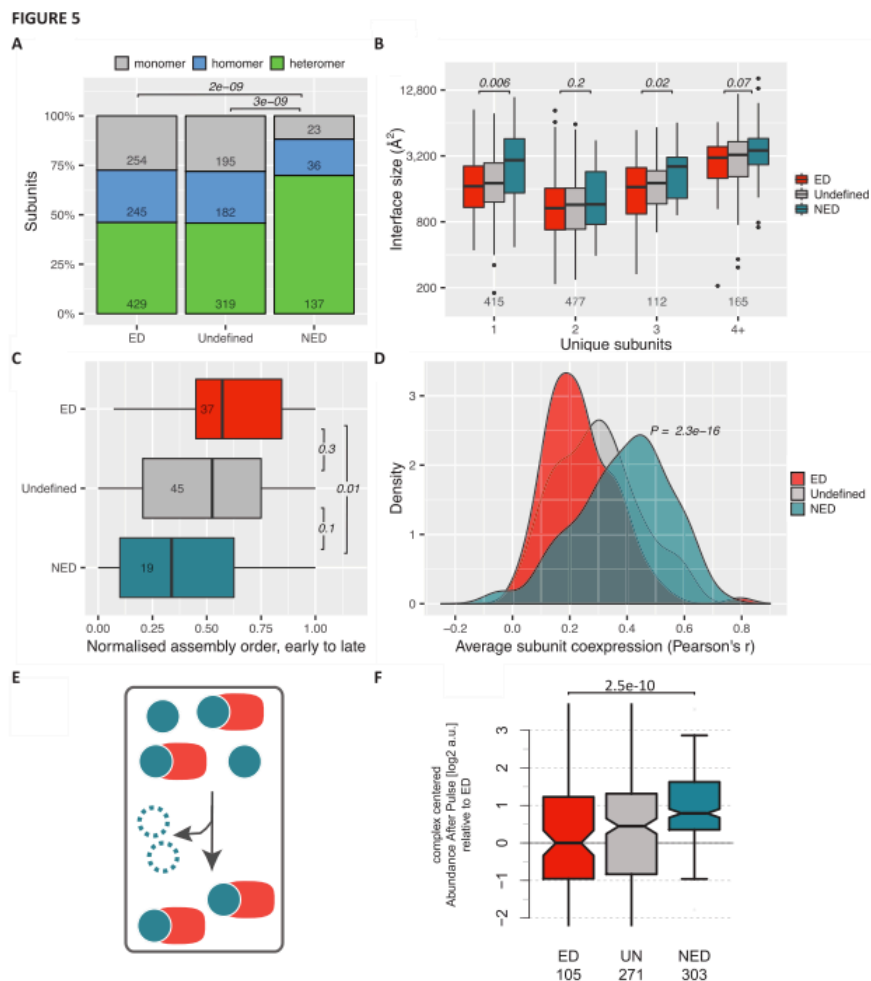 FIGURE 5
A
monomer homomer heteromer
2e-09
3e-09
100%
75%
50%
25%
0%
Subunits
254 195 23
245 182 36
429 319 137
ED Undefined NED
B
0.006 0.2 0.02 0.07
12,800
3,200
800
200
Interface size (Å²)
415 477 112 165
1 2 3 4+
Unique subunits
ED
Undefined
NED
C
ED
Undefined
NED
37
45
19
0.3
0.01
0.1
0.00 0.25 0.50 0.75 1.00
Normalised assembly order, early to late
D
3
2
1
0
Density
P = 2.3e-16
−0.2 0.0 0.2 0.4 0.6 0.8
Average subunit coexpression (Pearson's r)
ED
Undefined
NED
E
F
2.5e-10
complex centered
Abundance After Pulse [log2 a.u.]
relative to ED
3
2
1
0
−1
−2
ED UN NED
105 271 303